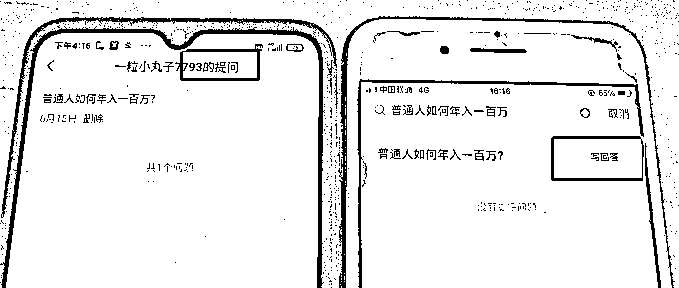 下午4:16
一粒小丸子7793的提问
普通人如何年入一百万?
6月15日 删除
共1个问题
中国联通 4G 16:16 65%
普通人如何年入一百万 取消
普通人如何年入一百万? 写回答